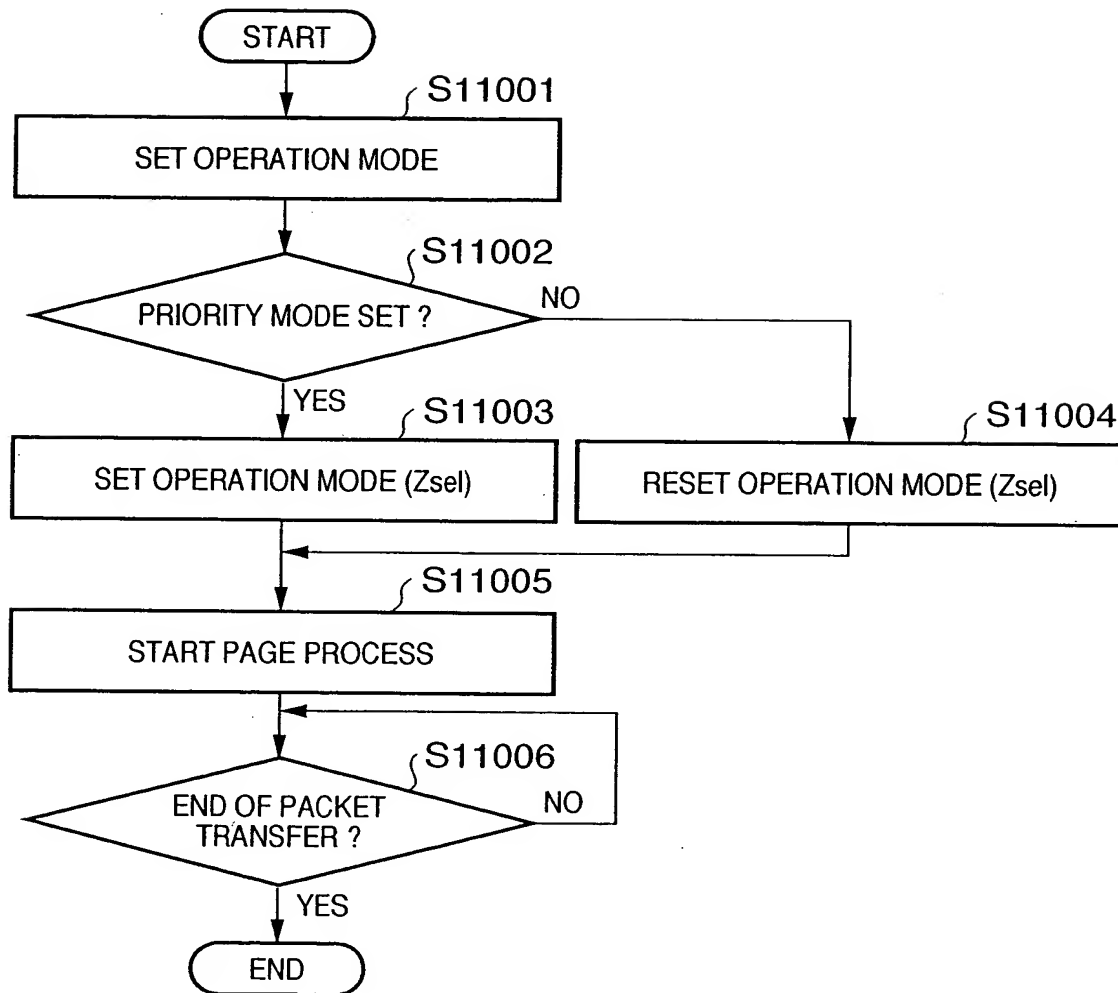 START
S11001
SET OPERATION MODE
S11002
PRIORITY MODE SET ?
NO
YES
S11003
SET OPERATION MODE (Zsel)
S11004
RESET OPERATION MODE (Zsel)
S11005
START PAGE PROCESS
S11006
END OF PACKET
TRANSFER ?
NO
YES
END